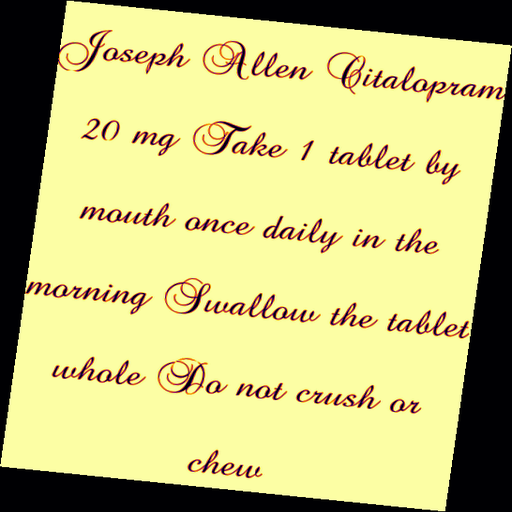 Joseph Allen Citalopram
20 mg Take 1 tablet by
mouth once daily in the
morning Swallow the tablet
whole Do not crush or
chew